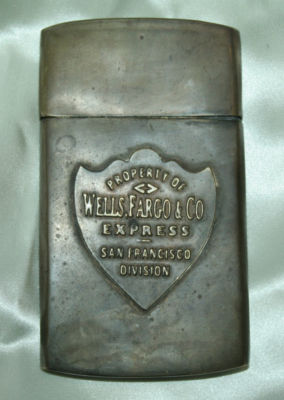 PROPERTY OF
<>
WELLS, FARGO & CO
EXPRESS
SAN FRANCISCO
DIVISION